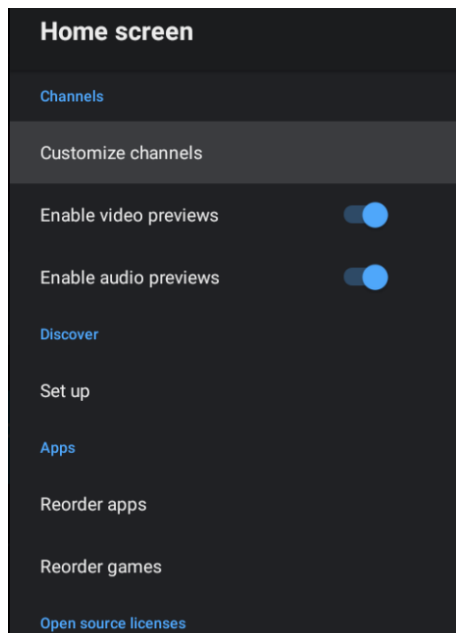 Home screen
Channels
Customize channels
Enable video previews
Enable audio previews
Discover
Set up
Apps
Reorder apps
Reorder games
Open source licenses